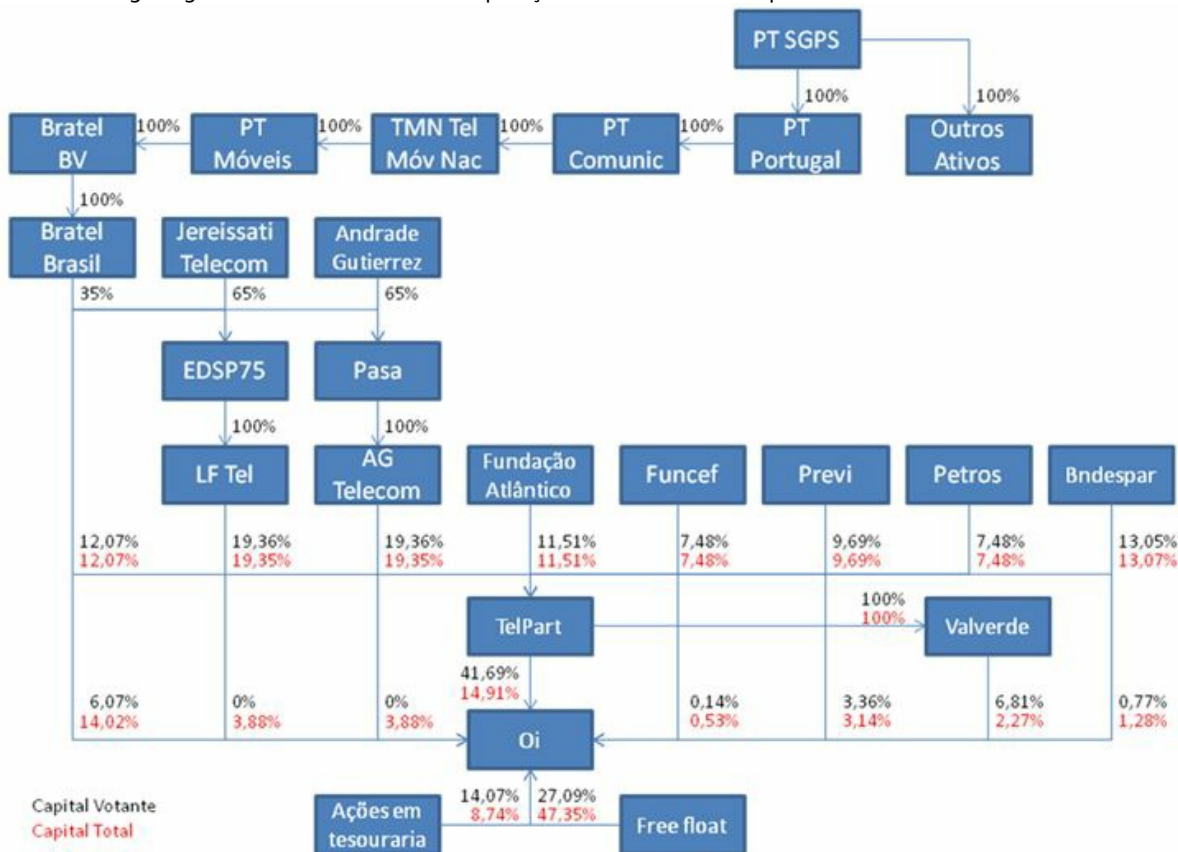 PT SGPS
100%
100%
Bratel
BV
100%
PT
Móveis
100%
TMN Tel
Móv Nac
100%
PT
Comunic
100%
PT
Portugal
Outros
Ativos
100%
Bratel
Brasil
Jereissati
Telecom
Andrade
Gutierrez
35%
65%
65%
EDSP75
Pasa
100%
100%
LF Tel
AG
Telecom
Fundação
Atlântico
Funcef
Previ
Petros
Bndespar
12,07%
12,07%
19,36%
19,35%
19,36%
19,35%
11,51%
11,51%
7,48%
7,48%
9,69%
9,69%
7,48%
7,48%
13,05%
13,07%
TelPart
100%
100%
Valverde
41,69%
14,91%
6,07%
14,02%
0%
3,88%
0%
3,88%
0,14%
0,53%
3,36%
3,14%
6,81%
2,27%
0,77%
1,28%
Oi
Capital Votante
Capital Total
Ações em
tesouraria
14,07%
8,74%
27,09%
47,35%
Free float